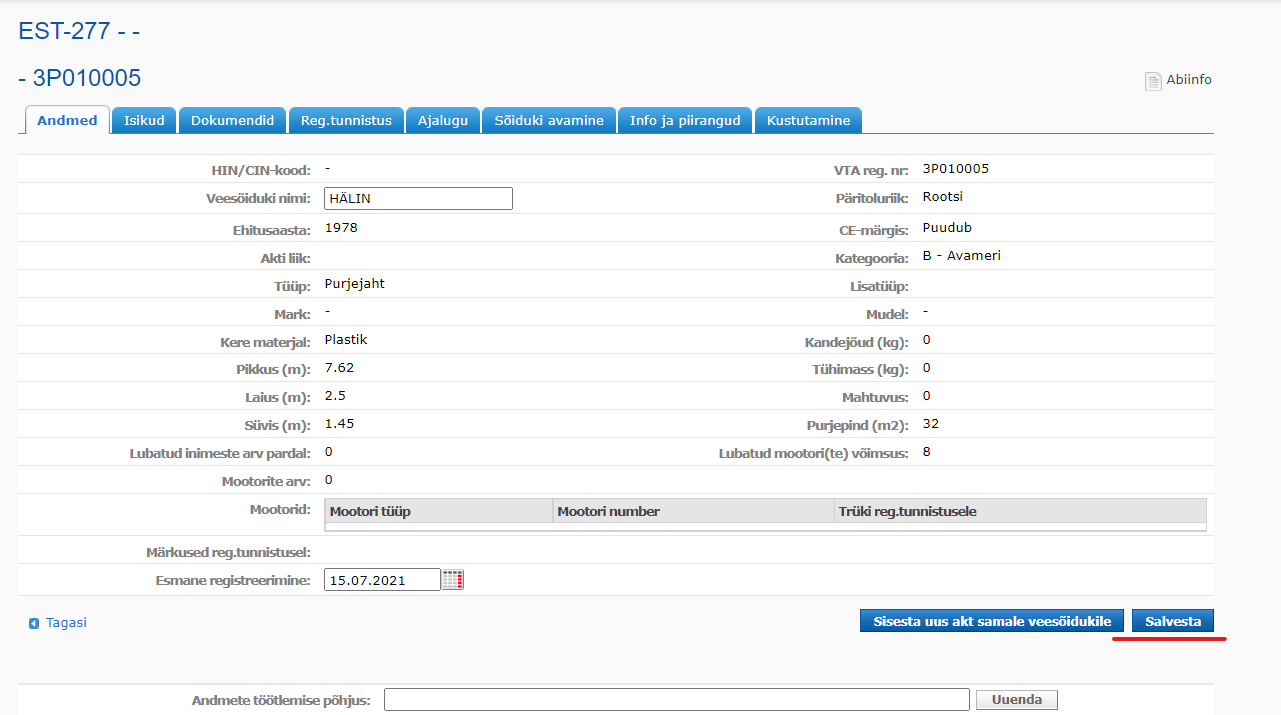 EST-277 - -
- 3P010005
Abiinfo
Andmed Isikud Dokumendid Reg.tunnistus Ajalugu Sõiduki avamine Info ja piirangud Kustutamine
HIN/CIN-kood: - VTA reg. nr: 3P010005
Veesõiduki nimi: HÄLIN Päritoluriik: Rootsi
Ehitusaasta: 1978 CE-märgis: Puudub
Akti liik: Kategooria: B - Avameri
Tüüp: Purjejaht Lisatüüp:
Mark: - Mudel: -
Kere materjal: Plastik Kandejõud (kg): 0
Pikkus (m): 7.62 Tühimass (kg): 0
Laius (m): 2.5 Mahtuvus: 0
Süvis (m): 1.45 Purjepind (m2): 32
Lubatud inimeste arv pardal: 0 Lubatud mootori(te) võimsus: 8
Mootorite arv: 0
Mootorid: Mootori tüüp Mootori number Trüki reg.tunnistusele
Märkused reg.tunnistusel:
Esmane registreerimine: 15.07.2021
Tagasi Sisesta uus akt samale veesõidukile Salvesta
Andmete töötlemise põhjus: Uuenda